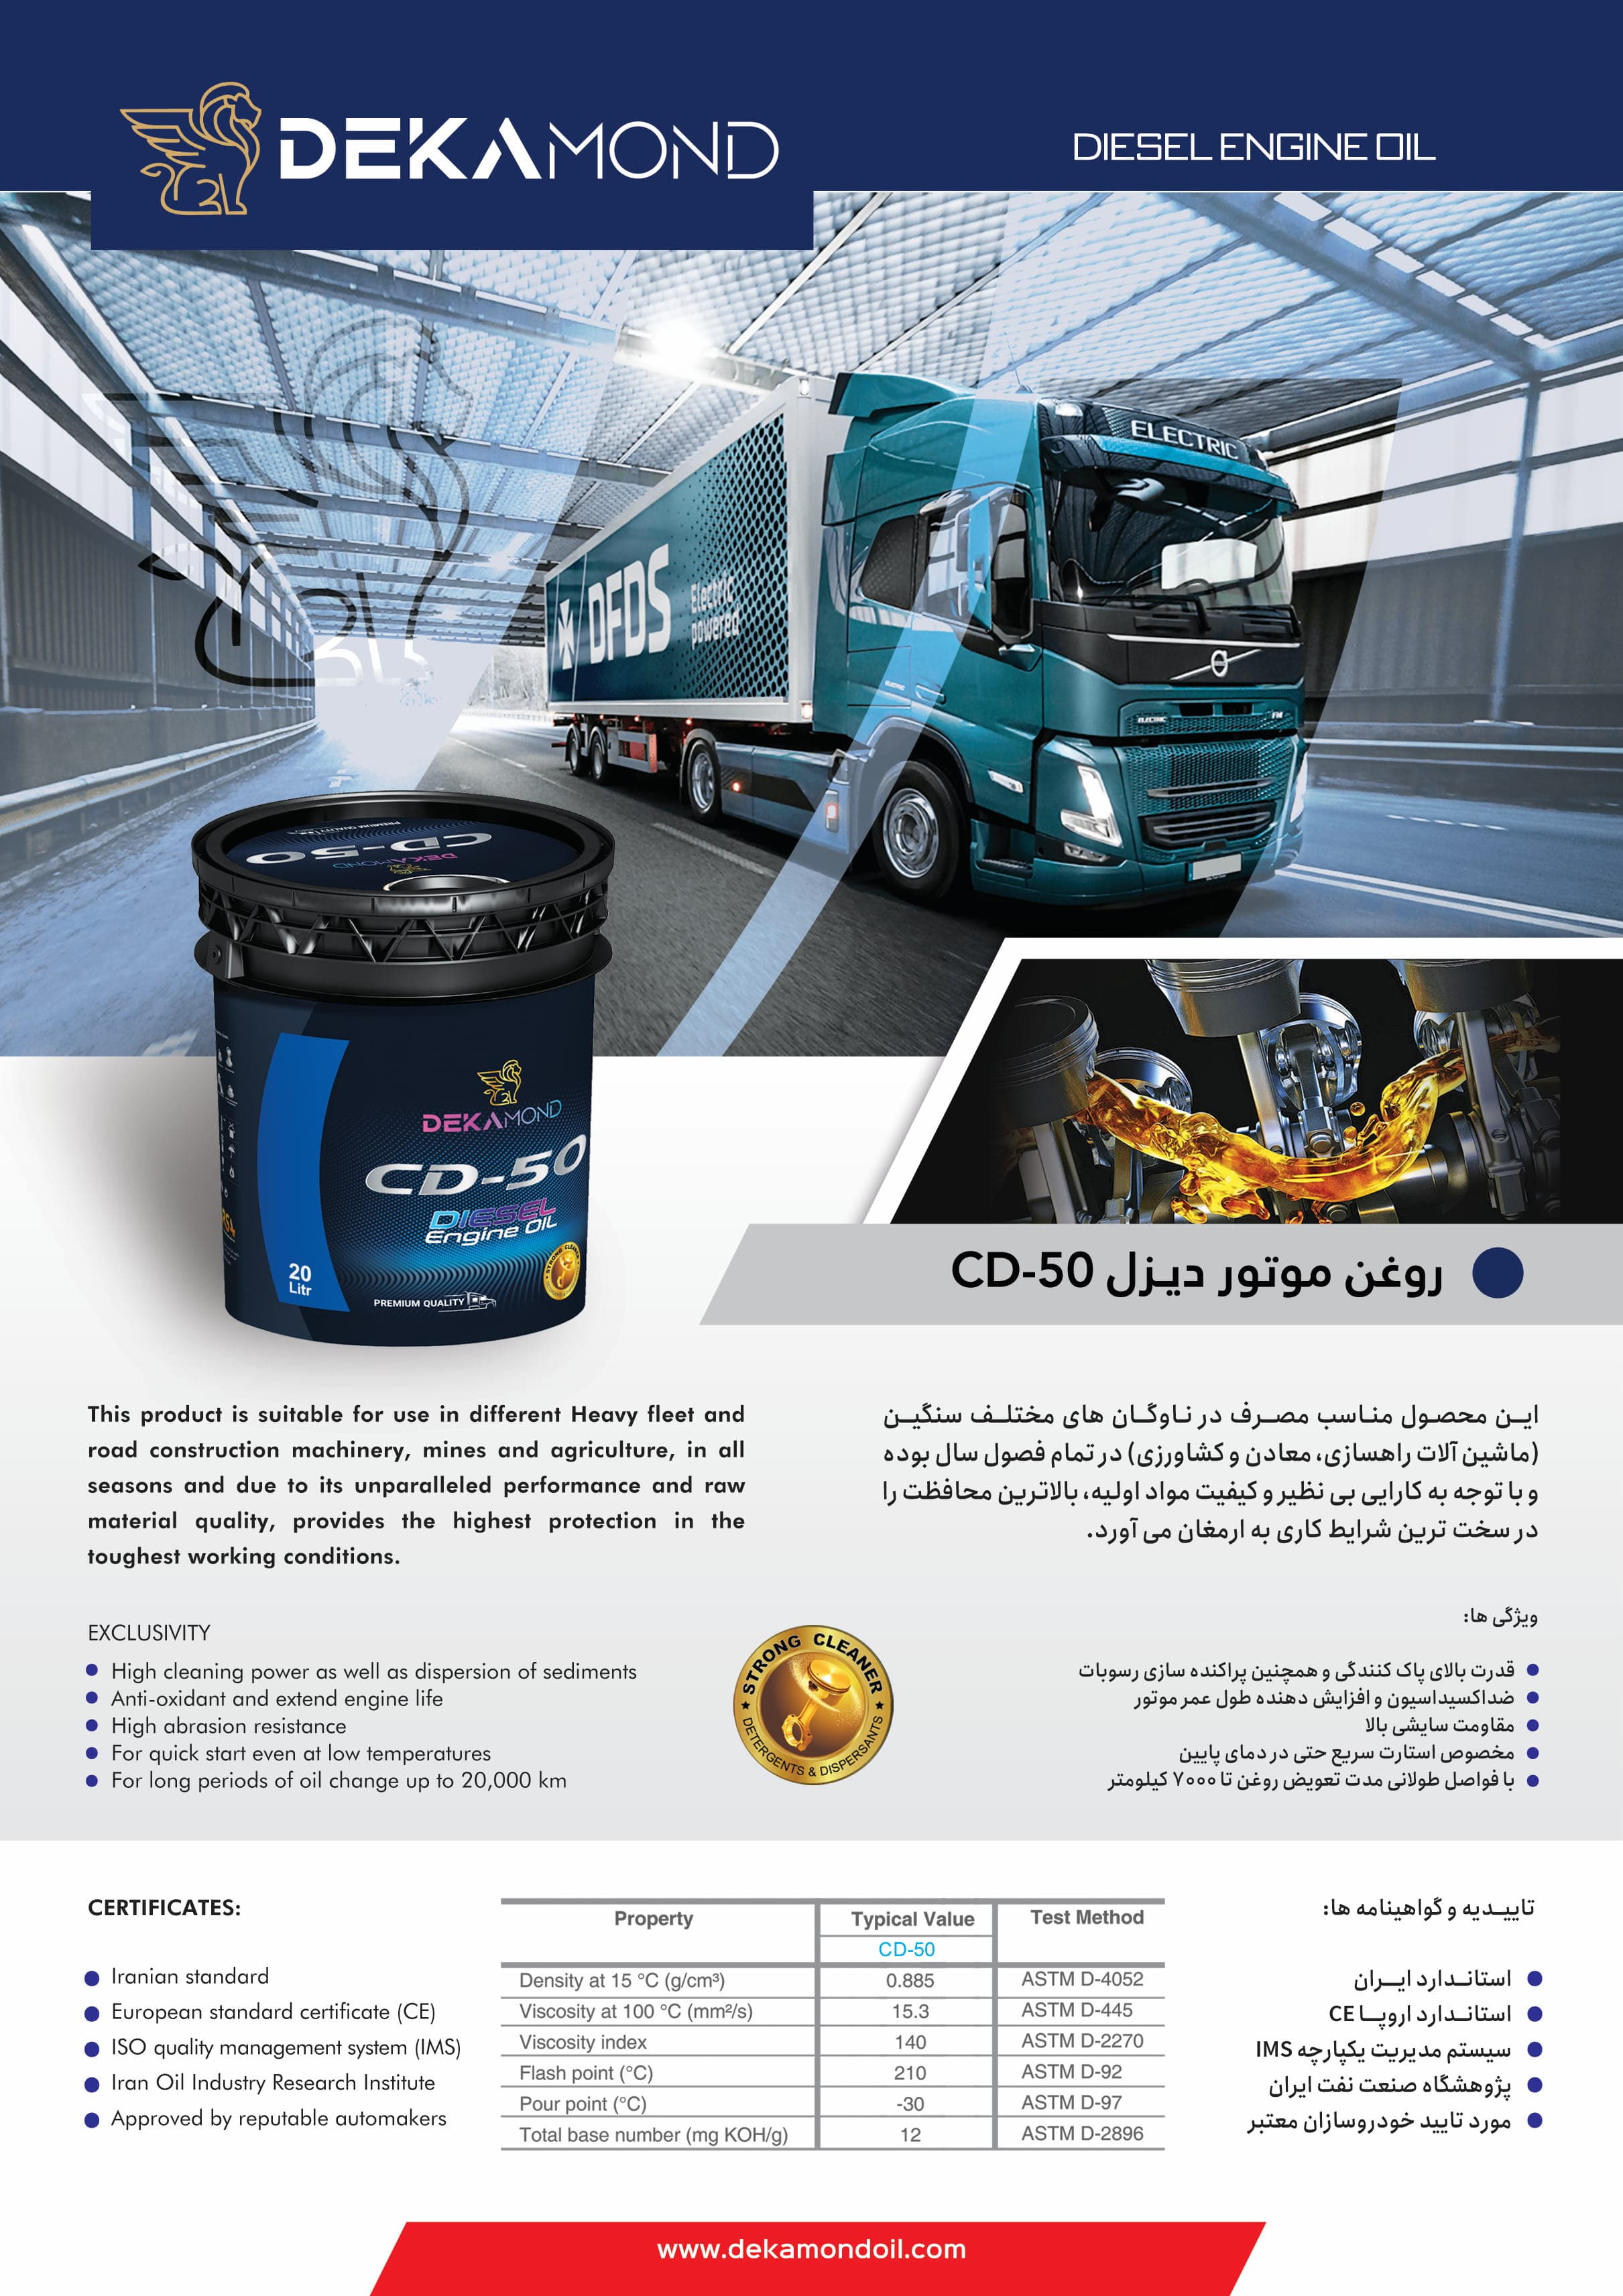 DEKAMOND
DIESEL ENGINE OIL
ELECTRIC
DFDS
Electric
powered
ELECTRIC
FM
CD-50
DEKAMOND
DEKAMOND
CD-50
DIESEL
Engine OIL
20
Litr
PREMIUM QUALITY
روغن موتور دیزل CD-50
This product is suitable for use in different Heavy fleet and
road construction machinery, mines and agriculture, in all
seasons and due to its unparalleled performance and raw
material quality, provides the highest protection in the
toughest working conditions.
این محصول مناسب مصرف در ناوگان های مختلف سنگین
(ماشین آلات راهسازی، معادن و کشاورزی) در تمام فصول سال بوده
و با توجه به کارایی بی نظیر و کیفیت مواد اولیه، بالاترین محافظت را
در سخت ترین شرایط کاری به ارمغان می آورد.
EXCLUSIVITY
High cleaning power as well as dispersion of sediments
Anti-oxidant and extend engine life
High abrasion resistance
For quick start even at low temperatures
For long periods of oil change up to 20,000 km
STRONG CLEANER
DETERGENTS & DISPERSANTS
ویژگی ها:
قدرت بالای پاک کنندگی و همچنین پراکنده سازی رسوبات
ضداکسیداسیون و افزایش دهنده طول عمر موتور
مقاومت سایشی بالا
مخصوص استارت سریع حتی در دمای پایین
با فواصل طولانی مدت تعویض روغن تا ۷۰۰۰ کیلومتر
CERTIFICATES:
Iranian standard
European standard certificate (CE)
ISO quality management system (IMS)
Iran Oil Industry Research Institute
Approved by reputable automakers
Property Typical Value Test Method
CD-50
Density at 15 °C (g/cm³) 0.885 ASTM D-4052
Viscosity at 100 °C (mm²/s) 15.3 ASTM D-445
Viscosity index 140 ASTM D-2270
Flash point (°C) 210 ASTM D-92
Pour point (°C) -30 ASTM D-97
Total base number (mg KOH/g) 12 ASTM D-2896
تاییدیه و گواهینامه ها:
استاندارد ایران
استاندارد اروپا CE
سیستم مدیریت یکپارچه IMS
پژوهشگاه صنعت نفت ایران
مورد تایید خودروسازان معتبر
www.dekamondoil.com